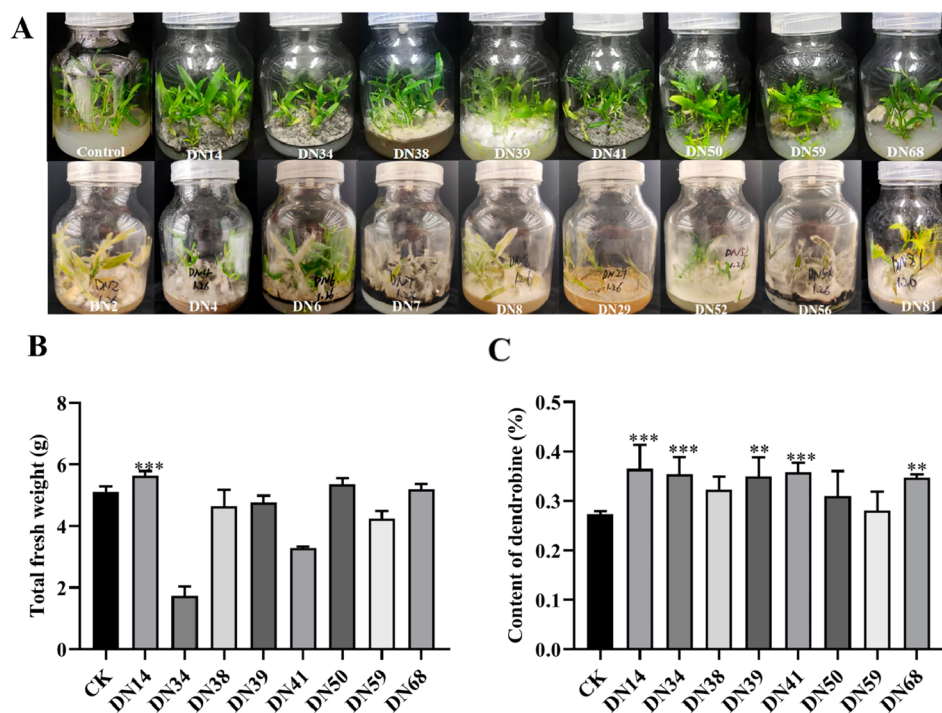 A
Control DN14 DN34 DN38 DN39 DN41 DN50 DN59 DN68
DN2 DN4 DN6 DN7 DN8 DN29 DN52 DN56 DN81
B
Total fresh weight (g)
8
6
4
2
0
***
CK DN14 DN34 DN38 DN39 DN41 DN50 DN59 DN68
C
Content of dendrobine (%)
0.5
0.4
0.3
0.2
0.1
0.0
*** *** ** *** **
CK DN14 DN34 DN38 DN39 DN41 DN50 DN59 DN68